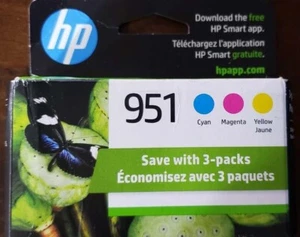 hp
Download the free
HP Smart app.
Téléchargez l'application
HP Smart gratuite.
hpapp.com
951
Cyan
Magenta
Yellow
Jaune
Save with 3-packs
Économisez avec 3 paquets